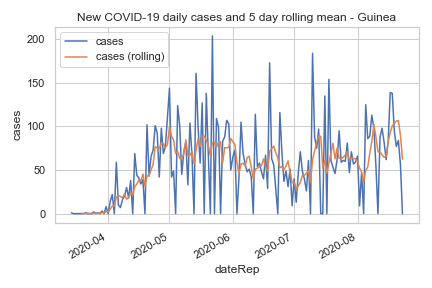 New COVID-19 daily cases and 5 day rolling mean - Guinea
cases
cases (rolling)
200
150
100
50
0
cases
2020-04
2020-05
2020-06
2020-07
2020-08
dateRep